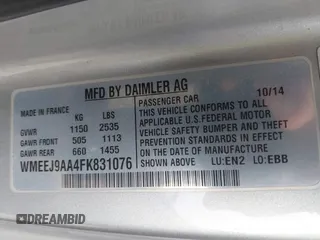 MFD BY DAIMLER AG
MADE IN FRANCE
KG LBS
GVWR 1150 2535
GAWR FRONT 505 1113
GAWR REAR 660 1455
WMEEJ9AA4FK831076
PASSENGER CAR 10/14
THIS VEHICLE CONFORMS TO ALL
APPLICABLE U.S. FEDERAL MOTOR
VEHICLE SAFETY BUMPER AND THEFT
PREVENTION STANDARDS IN EFFECT
ON THE DATE OF MANUFACTURE
SHOWN ABOVE.
LU:EN2 LO:EBB
DREAMBID